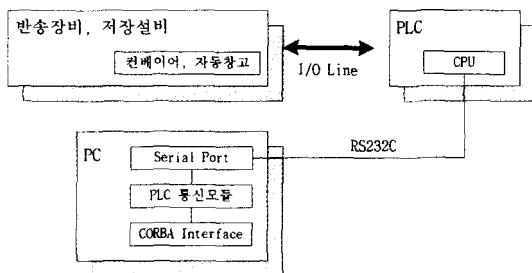 반송장비, 저장설비
컨베이어, 자동창고
I/O Line
PLC
CPU
RS232C
PC
Serial Port
PLC 통신모듈
CORBA Interface